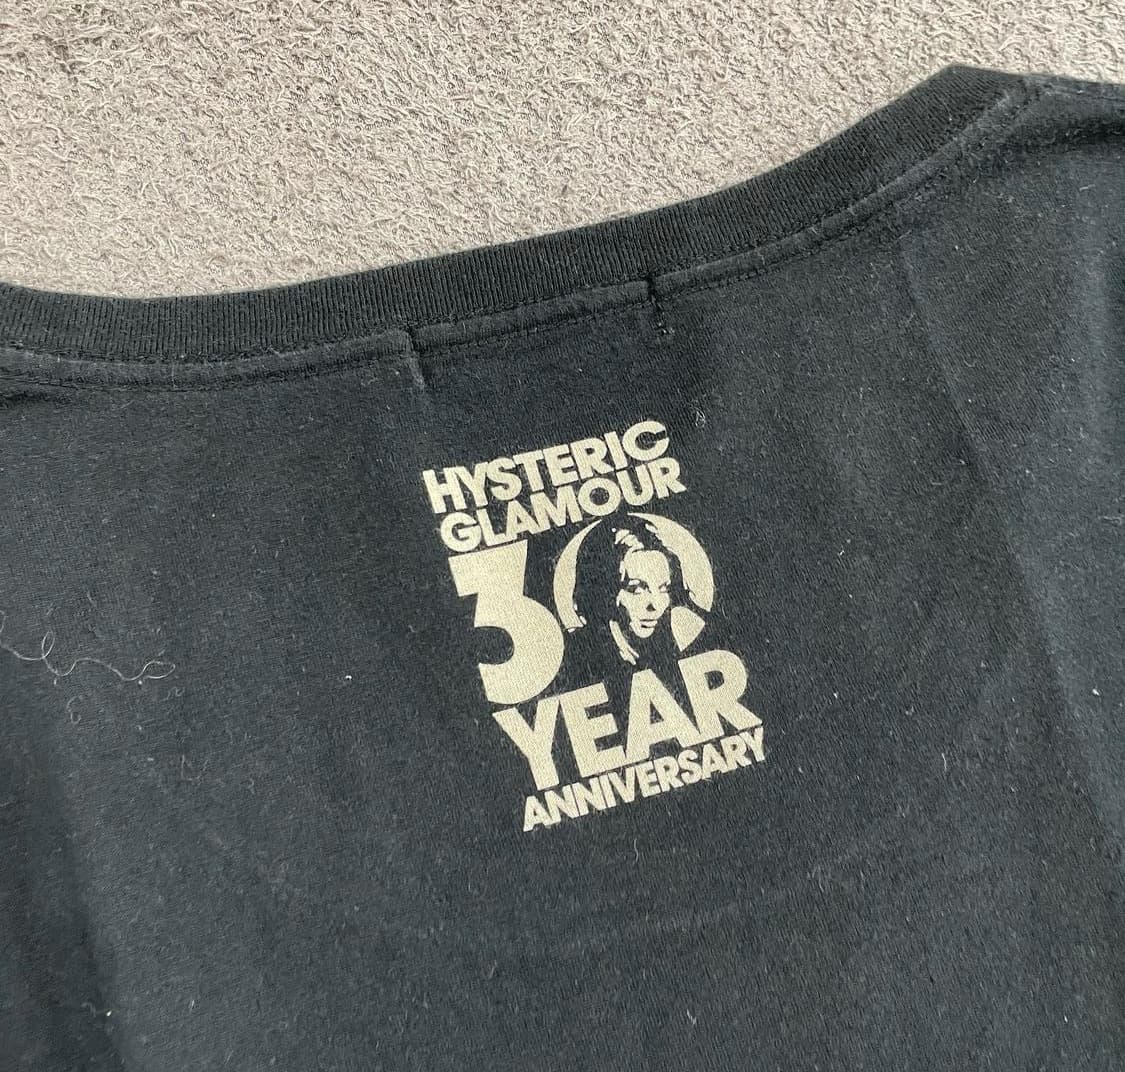 HYSTERIC
GLAMOUR
30
YEAR
ANNIVERSARY